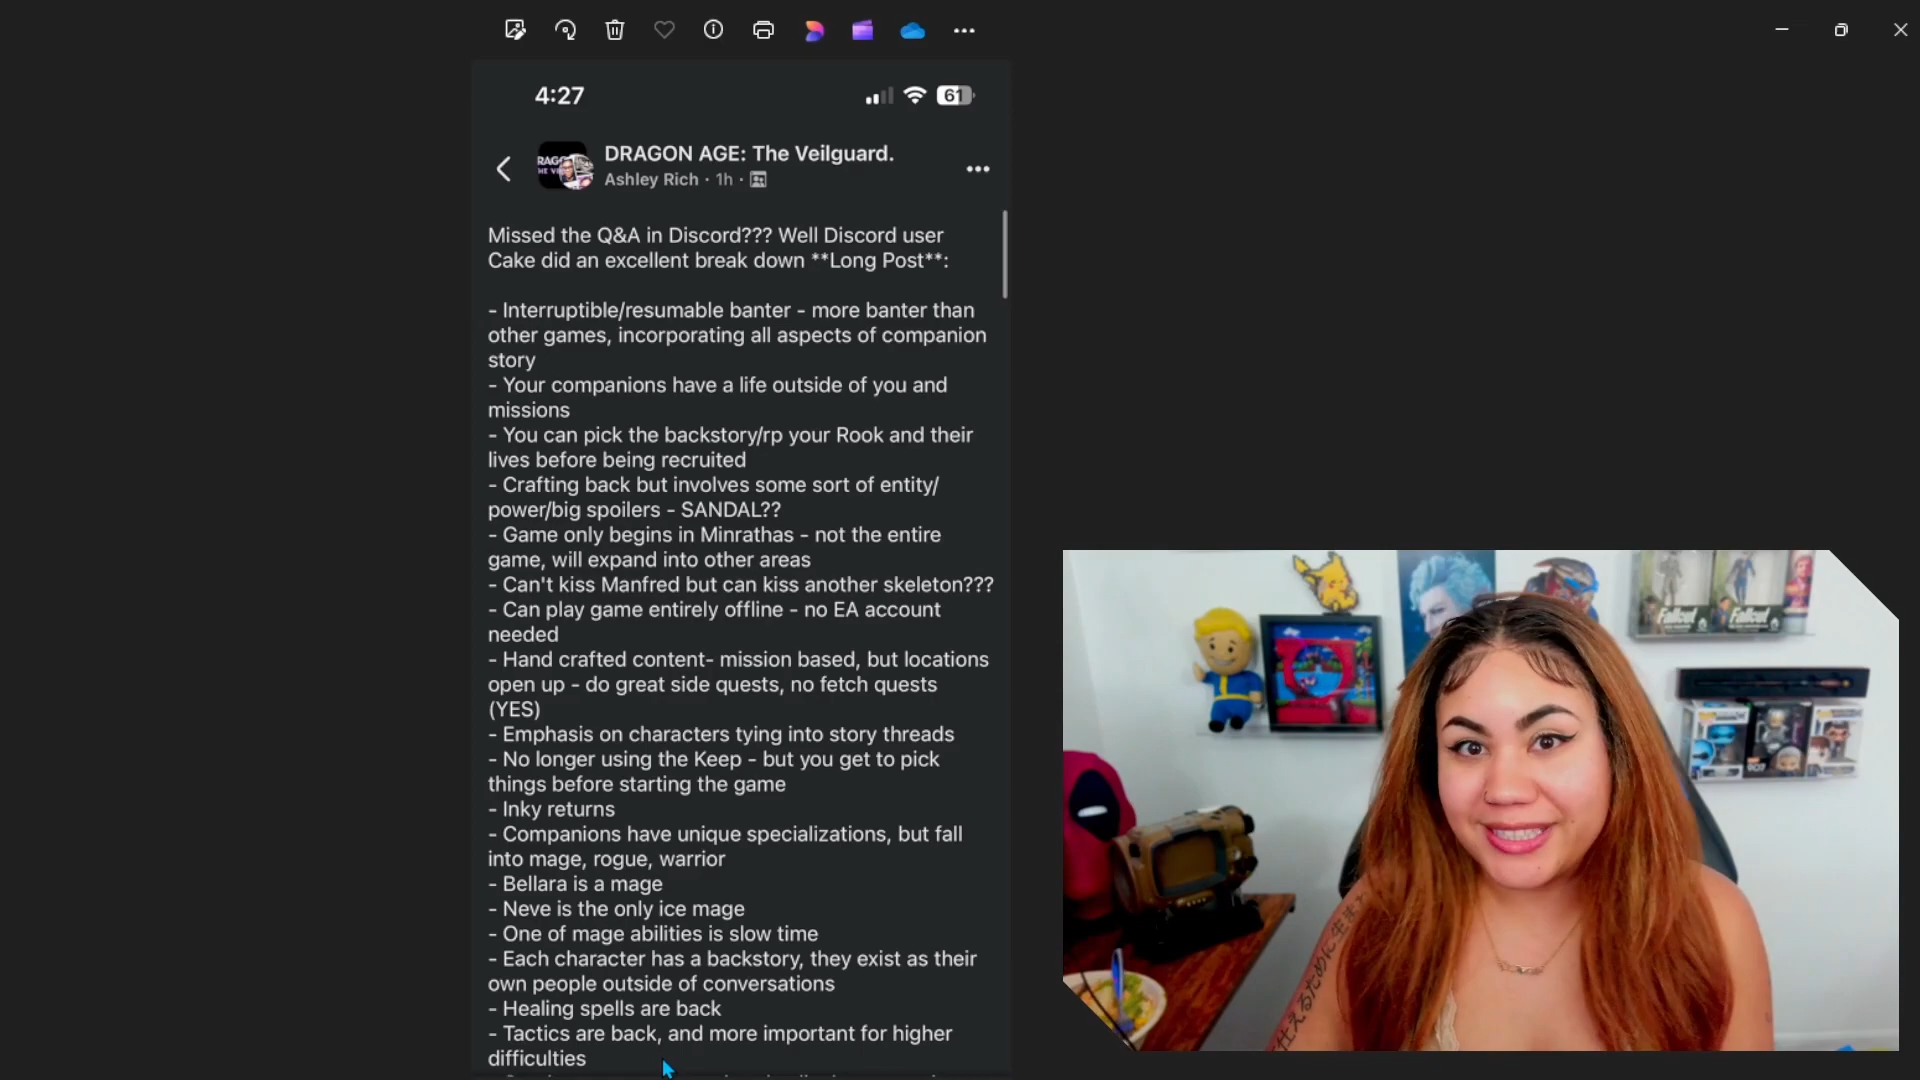 4:27
61
DRAGON AGE: The Veilguard.
Ashley Rich · 1h ·
Missed the Q&A in Discord??? Well Discord user
Cake did an excellent break down **Long Post**:
- Interruptible/resumable banter - more banter than
other games, incorporating all aspects of companion
story
- Your companions have a life outside of you and
missions
- You can pick the backstory/rp your Rook and their
lives before being recruited
- Crafting back but involves some sort of entity/
power/big spoilers - SANDAL??
- Game only begins in Minrathas - not the entire
game, will expand into other areas
- Can't kiss Manfred but can kiss another skeleton???
- Can play game entirely offline - no EA account
needed
- Hand crafted content- mission based, but locations
open up - do great side quests, no fetch quests
(YES)
- Emphasis on characters tying into story threads
- No longer using the Keep - but you get to pick
things before starting the game
- Inky returns
- Companions have unique specializations, but fall
into mage, rogue, warrior
- Bellara is a mage
- Neve is the only ice mage
- One of mage abilities is slow time
- Each character has a backstory, they exist as their
own people outside of conversations
- Healing spells are back
- Tactics are back, and more important for higher
difficulties
Fallout
Fallout
007